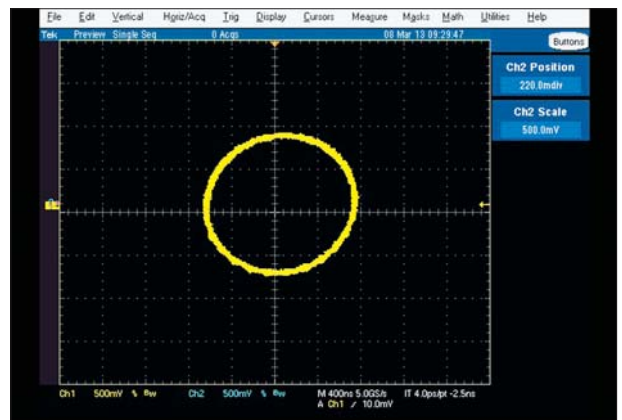 File Edit Vertical Horiz/Acq Trig Display Cursors Measure Masks Math Utilities Help
Tek Preview Single Seq 0 Acqs 08 Mar 13 09:29:47
Buttons
Ch2 Position
220.0mdiv
Ch2 Scale
500.0mV
Ch1 500mV Bw Ch2 500mV Bw M 400ns 5.0GS/s IT 4.0ps/pt -2.5ns
A Ch1 10.0mV